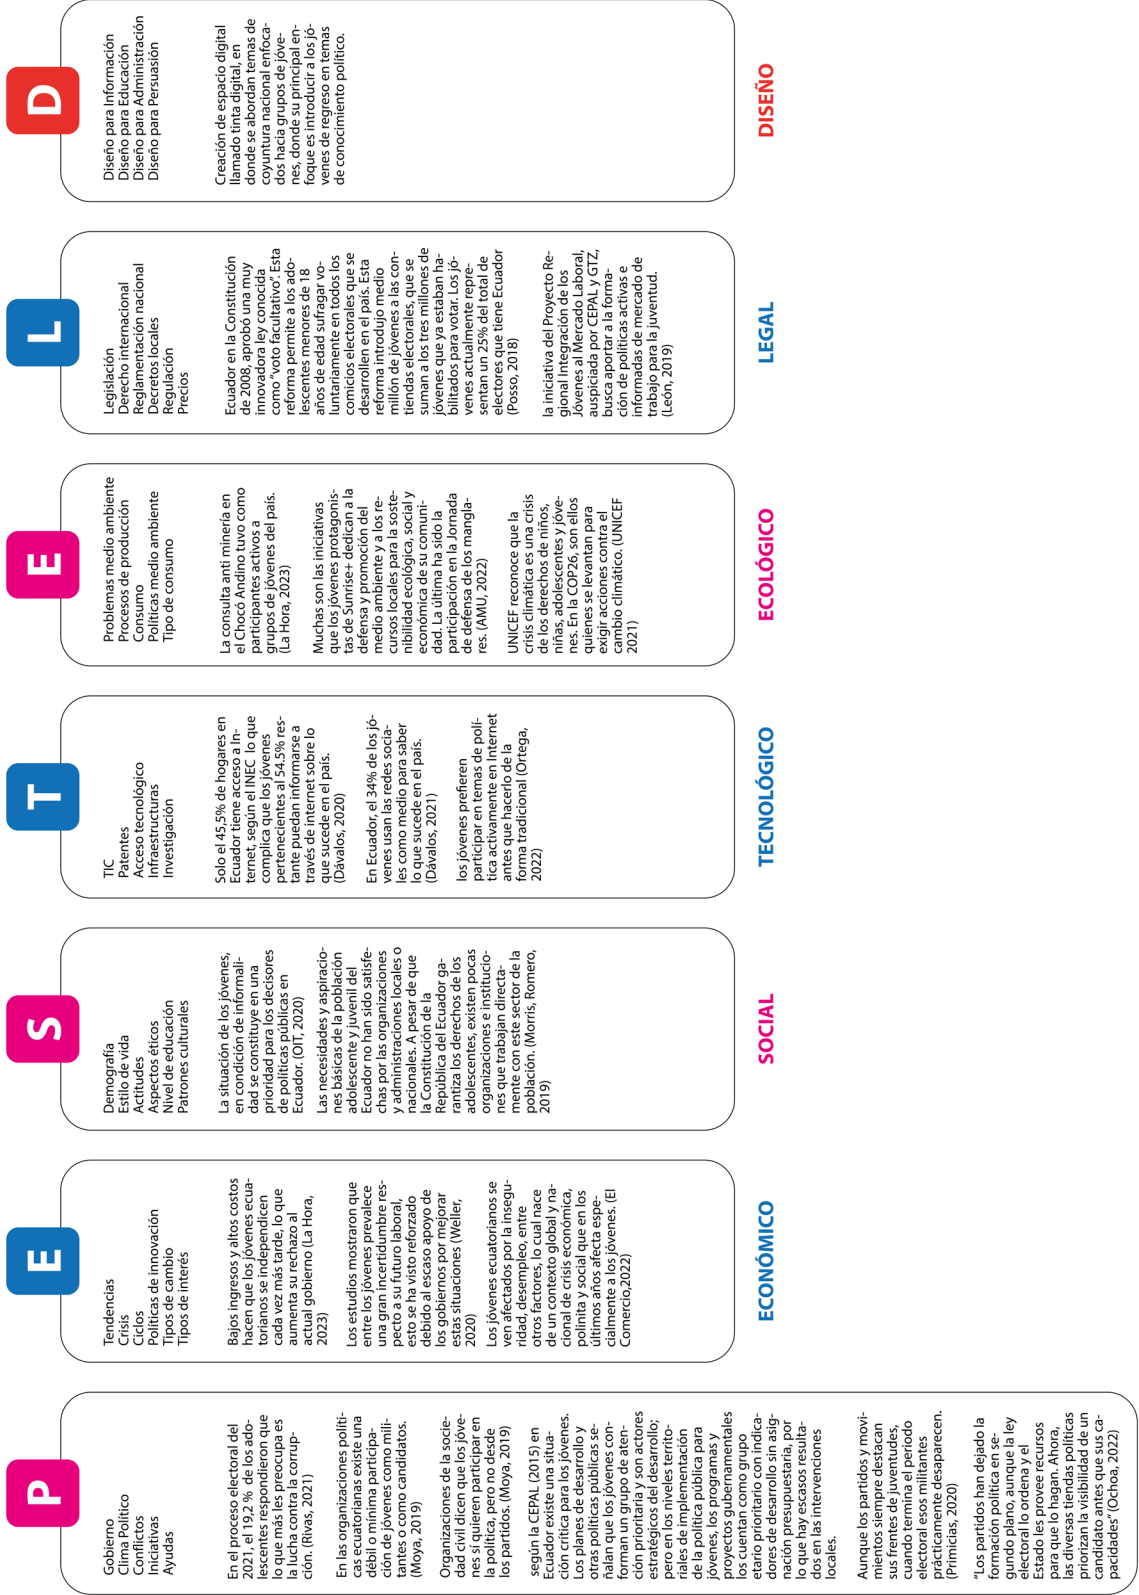 P
Gobierno
Clima Político
Conflictos
Iniciativas
Ayudas
En el proceso electoral del
2021, el 19,2 % de los ado-
lescentes respondieron que
lo que más les preocupa es
la lucha contra la corrup-
ción. (Rivas, 2021)
En las organizaciones políti-
cas ecuatorianas existe una
débil o mínima participa-
ción de jóvenes como mili-
tantes o como candidatos.
(Moya, 2019)
Organizaciones de la socie-
dad civil dicen que los jóve-
nes sí quieren participar en
la política, pero no desde
los partidos. (Moya, 2019)
según la CEPAL (2015) en
Ecuador existe una situa-
ción crítica para los jóvenes.
Los planes de desarrollo y
otras políticas públicas se-
ñalan que los jóvenes con-
forman un grupo de aten-
ción prioritaria y son actores
estratégicos del desarrollo;
pero en los niveles territo-
riales de implementación
de la política pública para
jóvenes, los programas y
proyectos gubernamentales
los cuentan como grupo
etario prioritario con indica-
dores de desarrollo sin asig-
nación presupuestaria, por
lo que hay escasos resulta-
dos en las intervenciones
locales.
Aunque los partidos y movi-
mientos siempre destacan
sus frentes de juventudes,
cuando termina el periodo
electoral esos militantes
prácticamente desaparecen.
(Primicias, 2020)
“Los partidos han dejado la
formación política en se-
gundo plano, aunque la ley
electoral lo ordena y el
Estado les provee recursos
para que lo hagan. Ahora,
las diversas tiendas políticas
priorizan la visibilidad de un
candidato antes que sus ca-
pacidades” (Ochoa, 2022)
E
Tendencias
Crisis
Ciclos
Políticas de innovación
Tipos de cambio
Tipos de interés
Bajos ingresos y altos costos
hacen que los jóvenes ecua-
torianos se independicen
cada vez más tarde, lo que
aumenta su rechazo al
actual gobierno (La Hora,
2023)
Los estudios mostraron que
entre los jóvenes prevalece
una gran incertidumbre res-
pecto a su futuro laboral,
esto se ha visto reforzado
debido al escaso apoyo de
los gobiernos por mejorar
estas situaciones (Weller,
2020)
Los jóvenes ecuatorianos se
ven afectados por la insegu-
ridad, desempleo, entre
otros factores, lo cual nace
de un contexto global y na-
cional de crisis económica,
polinita y social que en los
últimos años afecta espe-
cialmente a los jóvenes. (El
Comercio,2022)
ECONÓMICO
S
Demografía
Estilo de vida
Actitudes
Aspectos éticos
Nivel de educación
Patrones culturales
La situación de los jóvenes,
en condición de informali-
dad se constituye en una
prioridad para los decisores
de políticas públicas en
Ecuador. (OIT, 2020)
Las necesidades y aspiracio-
nes básicas de la población
adolescente y juvenil del
Ecuador no han sido satisfe-
chas por las organizaciones
y administraciones locales o
nacionales. A pesar de que
la Constitución de la
República del Ecuador ga-
rantiza los derechos de los
adolescentes, existen pocas
organizaciones e institucio-
nes que trabajan directa-
mente con este sector de la
población. (Morris, Romero,
2019)
SOCIAL
T
TIC
Patentes
Acceso tecnológico
Infraestructuras
Investigación
Solo el 45,5% de hogares en
Ecuador tiene acceso a In-
ternet, según el INEC lo que
complica que los jóvenes
pertenecientes al 54.5% res-
tante puedan informarse a
través de internet sobre lo
que sucede en el país.
(Dávalos, 2020)
En Ecuador, el 34% de los jó-
venes usan las redes socia-
les como medio para saber
lo que sucede en el país.
(Dávalos, 2021)
los jóvenes prefieren
participar en temas de polí-
tica activamente en Internet
antes que hacerlo de la
forma tradicional (Ortega,
2022)
TECNOLÓGICO
E
Problemas medio ambiente
Procesos de producción
Consumo
Políticas medio ambiente
Tipo de consumo
La consulta anti minería en
el Chocó Andino tuvo como
participantes activos a
grupos de jóvenes del país.
(La Hora, 2023)
Muchas son las iniciativas
que los jóvenes protagonis-
tas de Sunrise+ dedican a la
defensa y promoción del
medio ambiente y a los re-
cursos locales para la soste-
nibilidad ecológica, social y
económica de su comuni-
dad. La última ha sido la
participación en la Jornada
de defensa de los mangla-
res. (AMU, 2022)
UNICEF reconoce que la
crisis climática es una crisis
de los derechos de niños,
niñas, adolescentes y jóve-
nes. En la COP26, son ellos
quienes se levantan para
exigir acciones contra el
cambio climático. (UNICEF
2021)
ECOLÓGICO
L
Legislación
Derecho internacional
Reglamentación nacional
Decretos locales
Regulación
Precios
Ecuador en la Constitución
de 2008, aprobó una muy
innovadora ley conocida
como “voto facultativo”. Esta
reforma permite a los ado-
lescentes menores de 18
años de edad sufragar vo-
luntariamente en todos los
comicios electorales que se
desarrollen en el país. Esta
reforma introdujo medio
millón de jóvenes a las con-
tiendas electorales, que se
suman a los tres millones de
jóvenes que ya estaban ha-
bilitados para votar. Los jó-
venes actualmente repre-
sentan un 25% del total de
electores que tiene Ecuador
(Posso, 2018)
la iniciativa del Proyecto Re-
gional Integración de los
Jóvenes al Mercado Laboral,
auspiciada por CEPAL y GTZ,
busca aportar a la forma-
ción de políticas activas e
informadas de mercado de
trabajo para la juventud.
(León, 2019)
LEGAL
D
Diseño para Información
Diseño para Educación
Diseño para Administración
Diseño para Persuasión
Creación de espacio digital
llamado tinta digital, en
donde se abordan temas de
coyuntura nacional enfoca-
dos hacia grupos de jóve-
nes, donde su principal en-
foque es introducir a los jó-
venes de regreso en temas
de conocimiento político.
DISEÑO